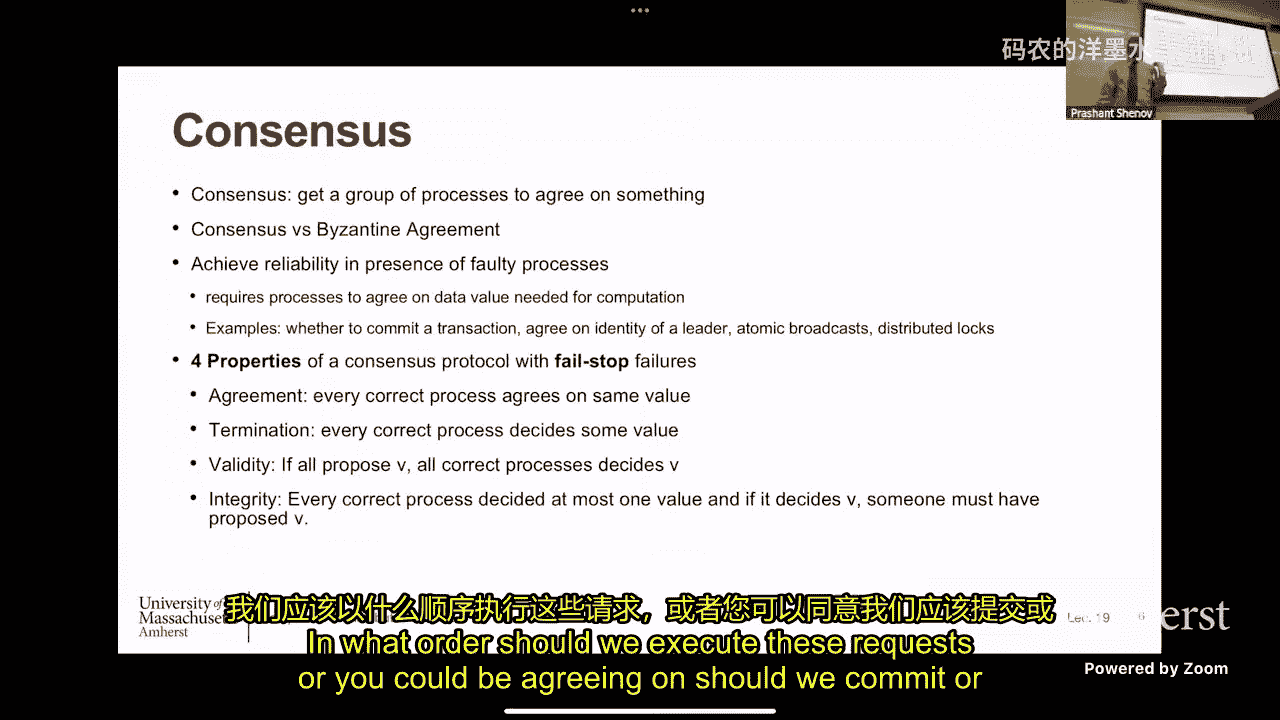 码农的洋墨水
Prashant Shenoy
Consensus
• Consensus: get a group of processes to agree on something
• Consensus vs Byzantine Agreement
• Achieve reliability in presence of faulty processes
• requires processes to agree on data value needed for computation
• Examples: whether to commit a transaction, agree on identity of a leader, atomic broadcasts, distributed locks
• 4 Properties of a consensus protocol with fail-stop failures
• Agreement: every correct process agrees on same value
• Termination: every correct process decides some value
• Validity: If all propose v, all correct processes decides v
• Integrity: Every correct process decided at most one value and if it decides v, someone must have
proposed v.
University of
Massachuse
Amherst
Lec. 19
6
erst
我们应该以什么顺序执行这些请求，或者您可以同意我们应该提交或
In what order should we execute these requests
or you could be agreeing on should we commit or
Powered by Zoom